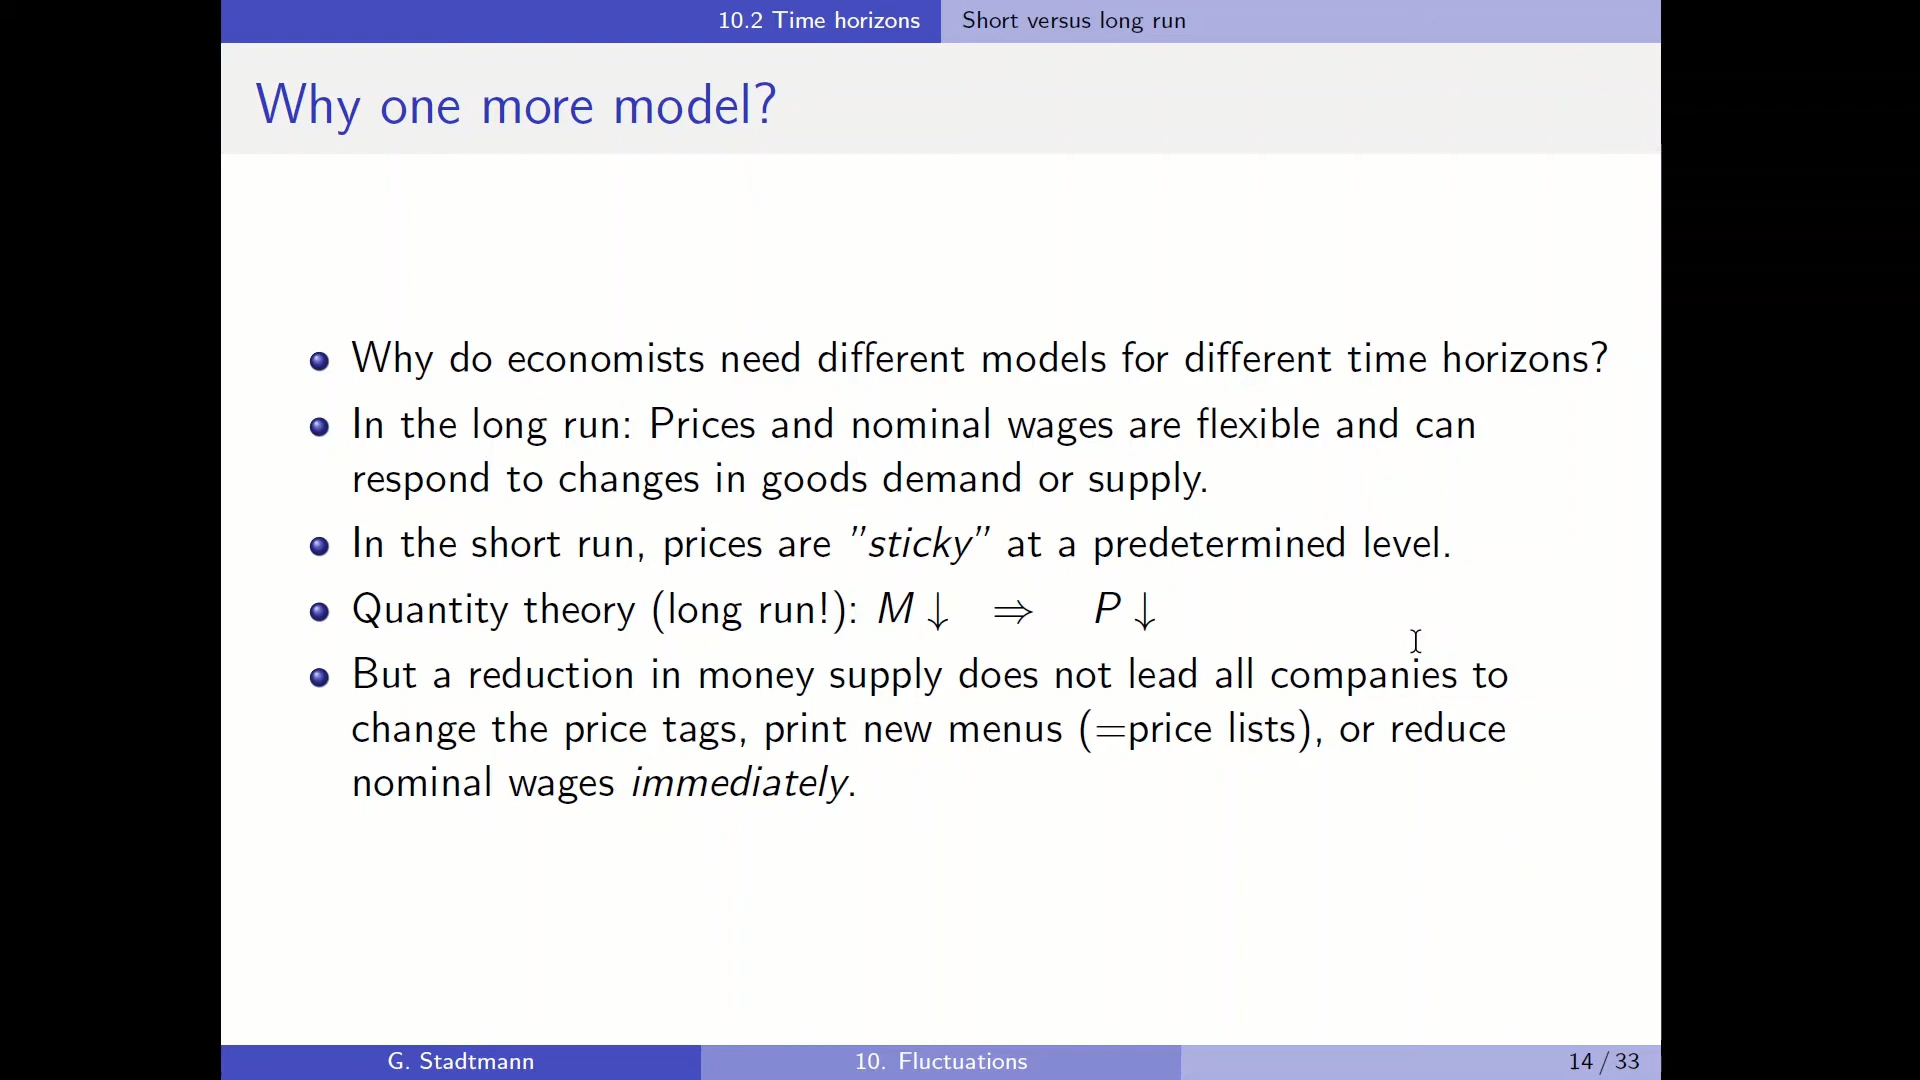 10.2 Time horizons Short versus long run
Why one more model?
Why do economists need different models for different time horizons?
In the long run: Prices and nominal wages are flexible and can
respond to changes in goods demand or supply.
In the short run, prices are ”sticky” at a predetermined level.
Quantity theory (long run!): M ↓ ⇒ P ↓
But a reduction in money supply does not lead all companies to
change the price tags, print new menus (=price lists), or reduce
nominal wages immediately.
G. Stadtmann 10. Fluctuations 14 / 33